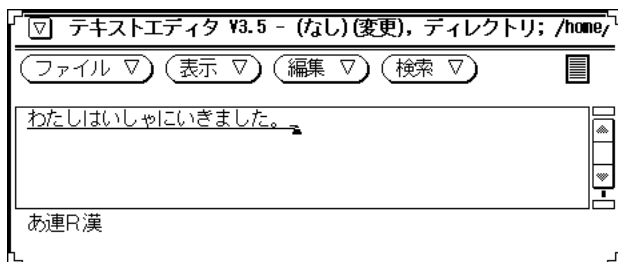 テキストエディタ V3.5 - (なし)(変更), ディレクトリ; /home/
ファイル ▽ 表示 ▽ 編集 ▽ 検索 ▽
わたしはいしゃにいきました。
あ連R漢